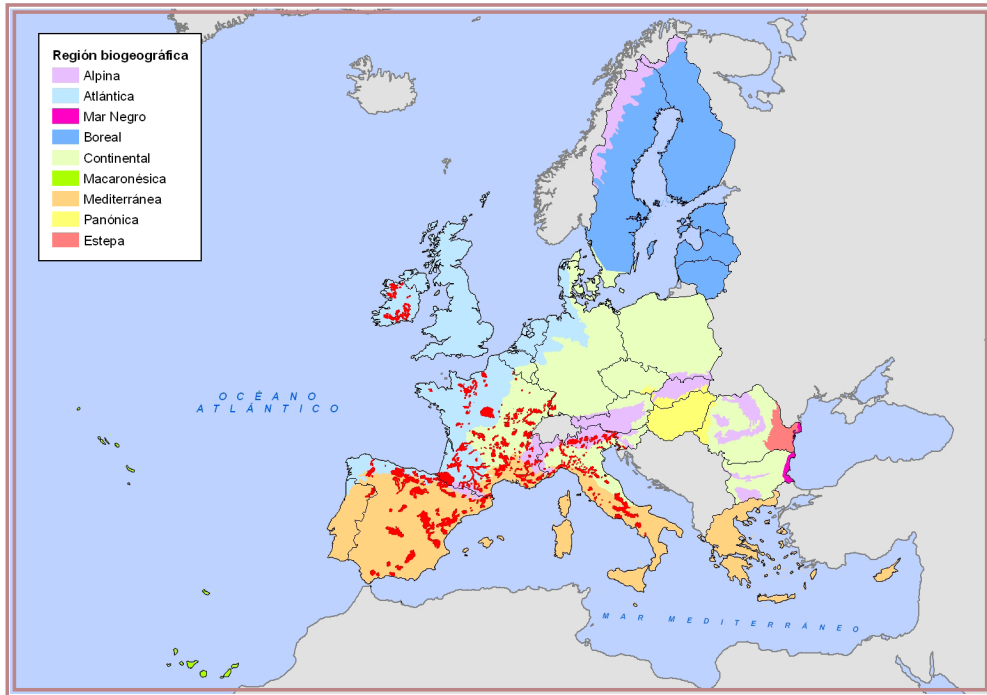 Región biogeográfica
Alpina
Atlántica
Mar Negro
Boreal
Continental
Macaronésica
Mediterránea
Panónica
Estepa
OCÉANO
ATLÁNTICO
MAR MEDITERRÁNEO